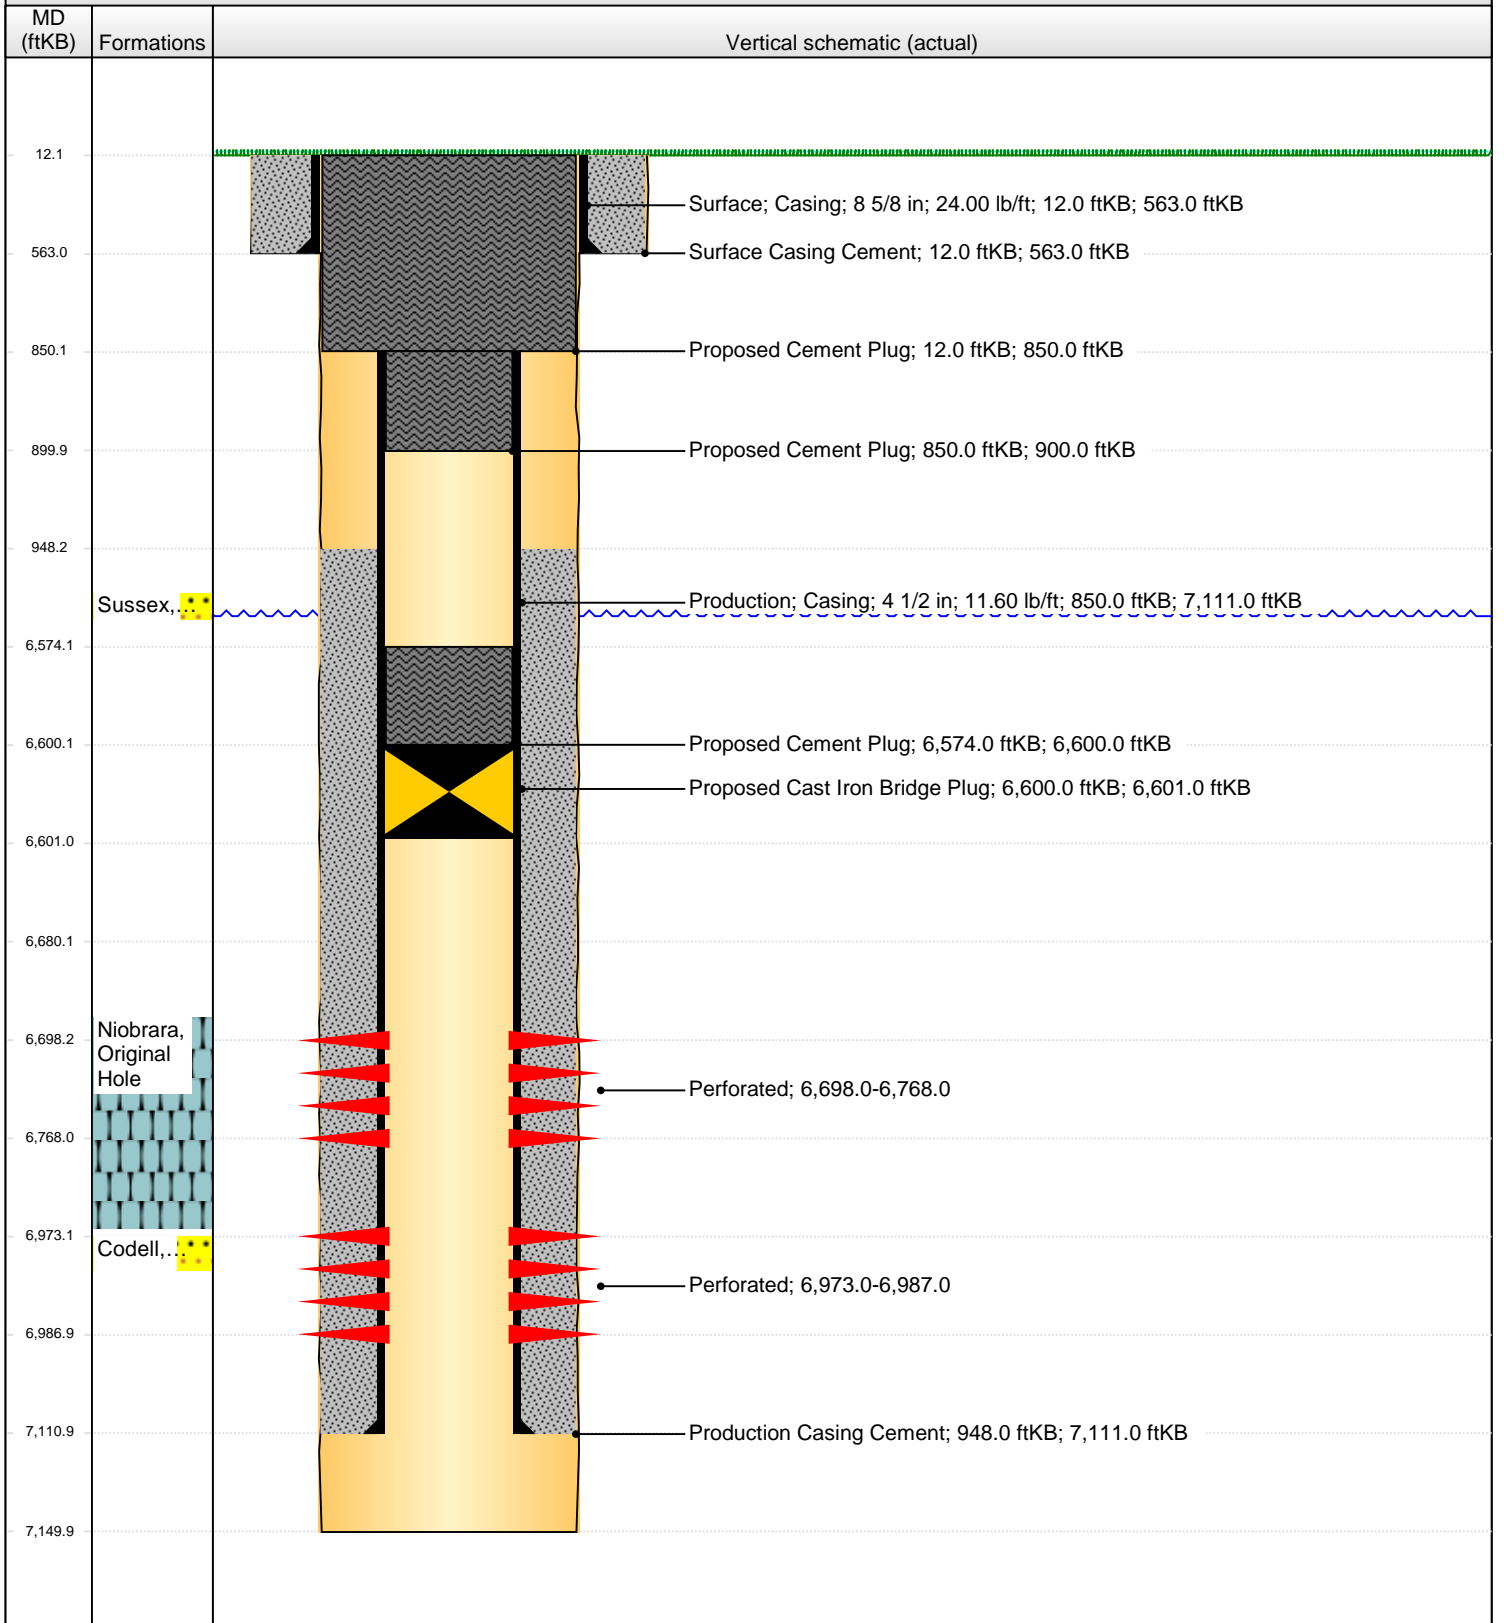 MD
(ftKB)
Formations
Vertical schematic (actual)
12.1
Surface; Casing; 8 5/8 in; 24.00 lb/ft; 12.0 ftKB; 563.0 ftKB
563.0
Surface Casing Cement; 12.0 ftKB; 563.0 ftKB
850.1
Proposed Cement Plug; 12.0 ftKB; 850.0 ftKB
899.9
Proposed Cement Plug; 850.0 ftKB; 900.0 ftKB
948.2
Sussex,...
Production; Casing; 4 1/2 in; 11.60 lb/ft; 850.0 ftKB; 7,111.0 ftKB
6,574.1
6,600.1
Proposed Cement Plug; 6,574.0 ftKB; 6,600.0 ftKB
Proposed Cast Iron Bridge Plug; 6,600.0 ftKB; 6,601.0 ftKB
6,601.0
6,680.1
Niobrara,
Original
Hole
6,698.2
Perforated; 6,698.0-6,768.0
6,768.0
6,973.1
Codell,...
Perforated; 6,973.0-6,987.0
6,986.9
7,110.9
Production Casing Cement; 948.0 ftKB; 7,111.0 ftKB
7,149.9